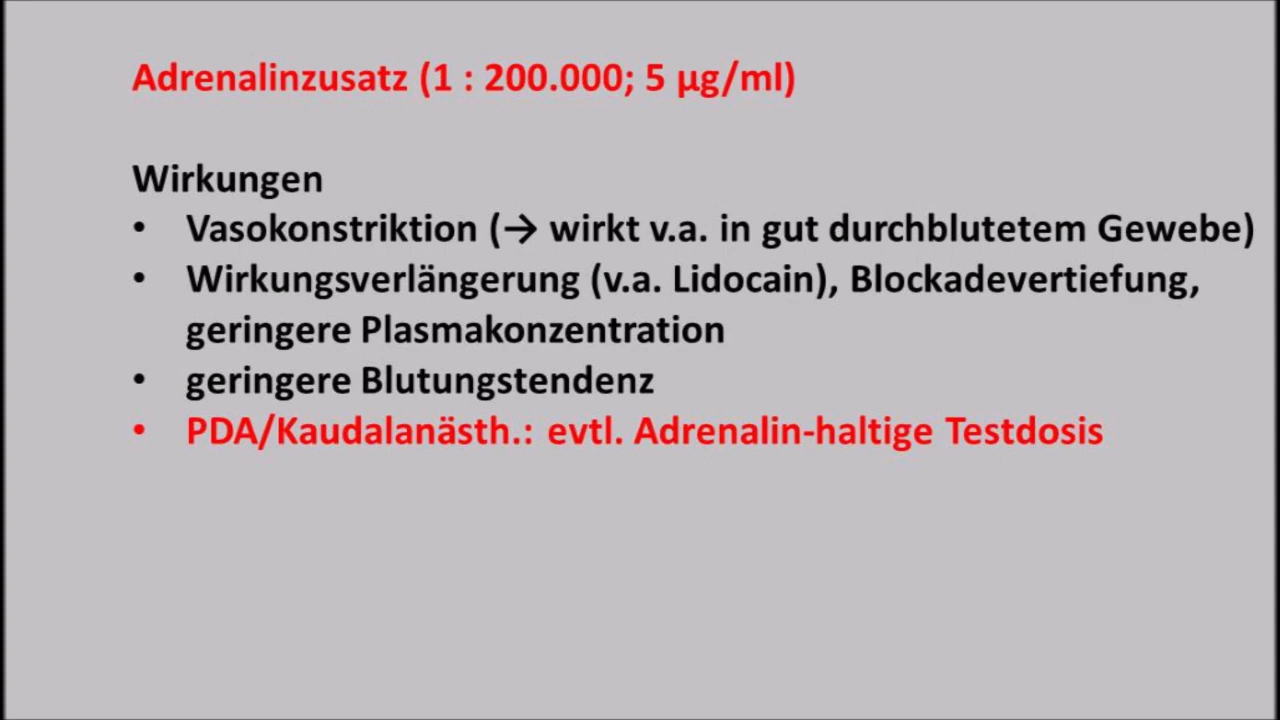 Adrenalinzusatz (1 : 200.000; 5 µg/ml)
Wirkungen
• Vasokonstriktion (→ wirkt v.a. in gut durchblutetem Gewebe)
• Wirkungsverlängerung (v.a. Lidocain), Blockadevertiefung,
geringere Plasmakonzentration
• geringere Blutungstendenz
• PDA/Kaudalanästh.: evtl. Adrenalin-haltige Testdosis